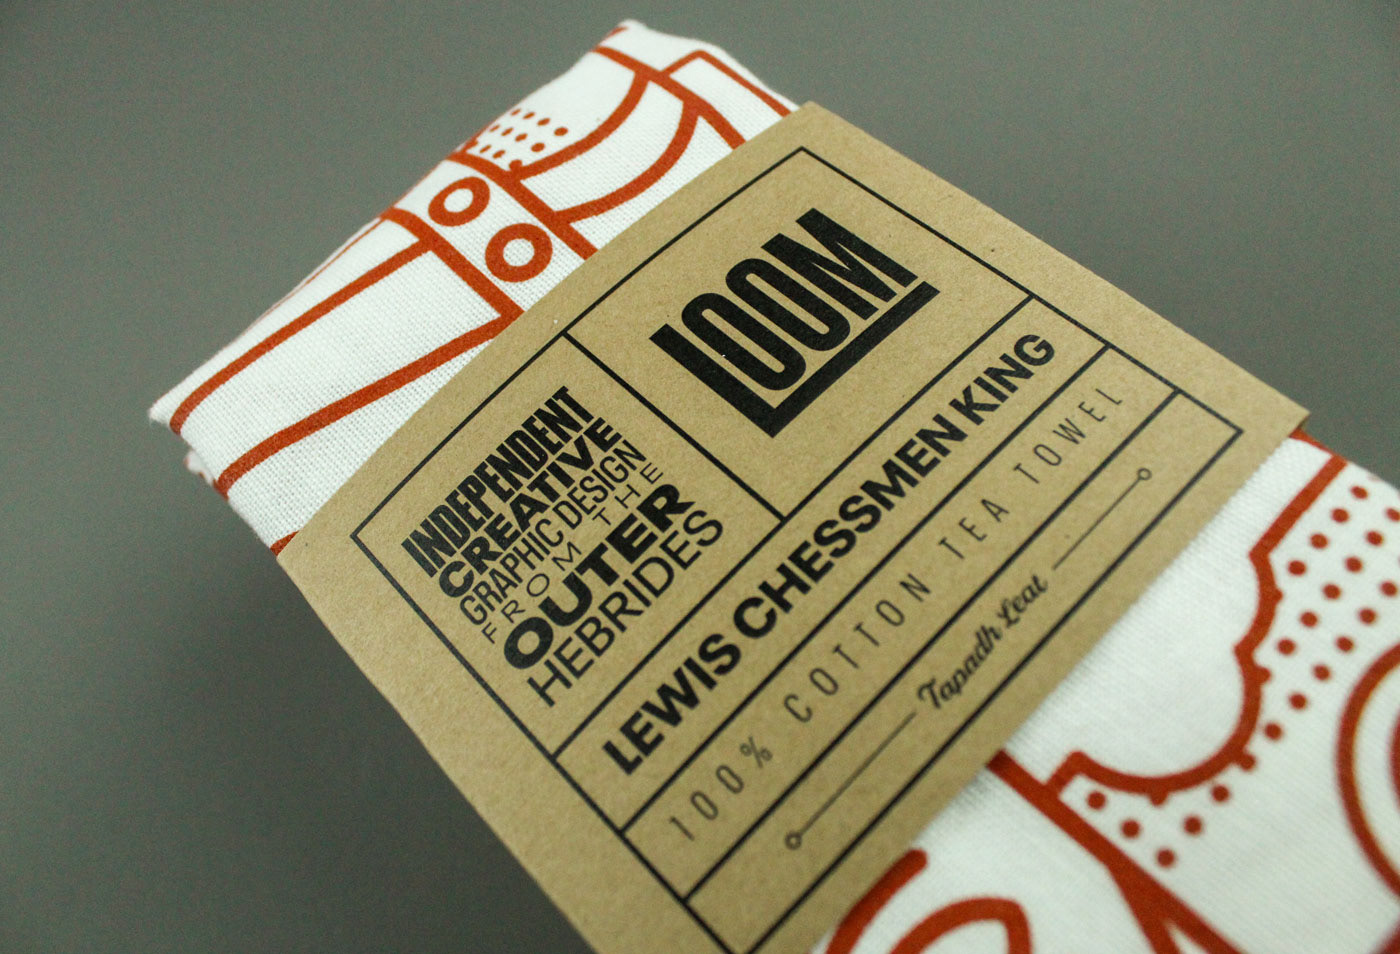 LOOM
INDEPENDENT
CREATIVE
GRAPHIC DESIGN
FROM THE
OUTER
HEBRIDES
LEWIS CHESSMEN KING
100% COTTON TEA TOWEL
Tapadh Leat